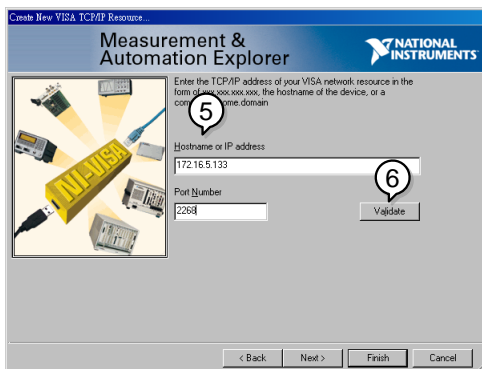 Create New VISA TCP/IP Resource...
Measurement &
Automation Explorer
NATIONAL
INSTRUMENTS
Enter the TCP/IP address of your VISA network resource in the
form of xxx.xxx.xxx.xxx, the hostname of the device, or a
5
Hostname or IP address
172.16.5.133
6
Port Number
2268
Validate
NI-VISA
< Back
Next >
Finish
Cancel